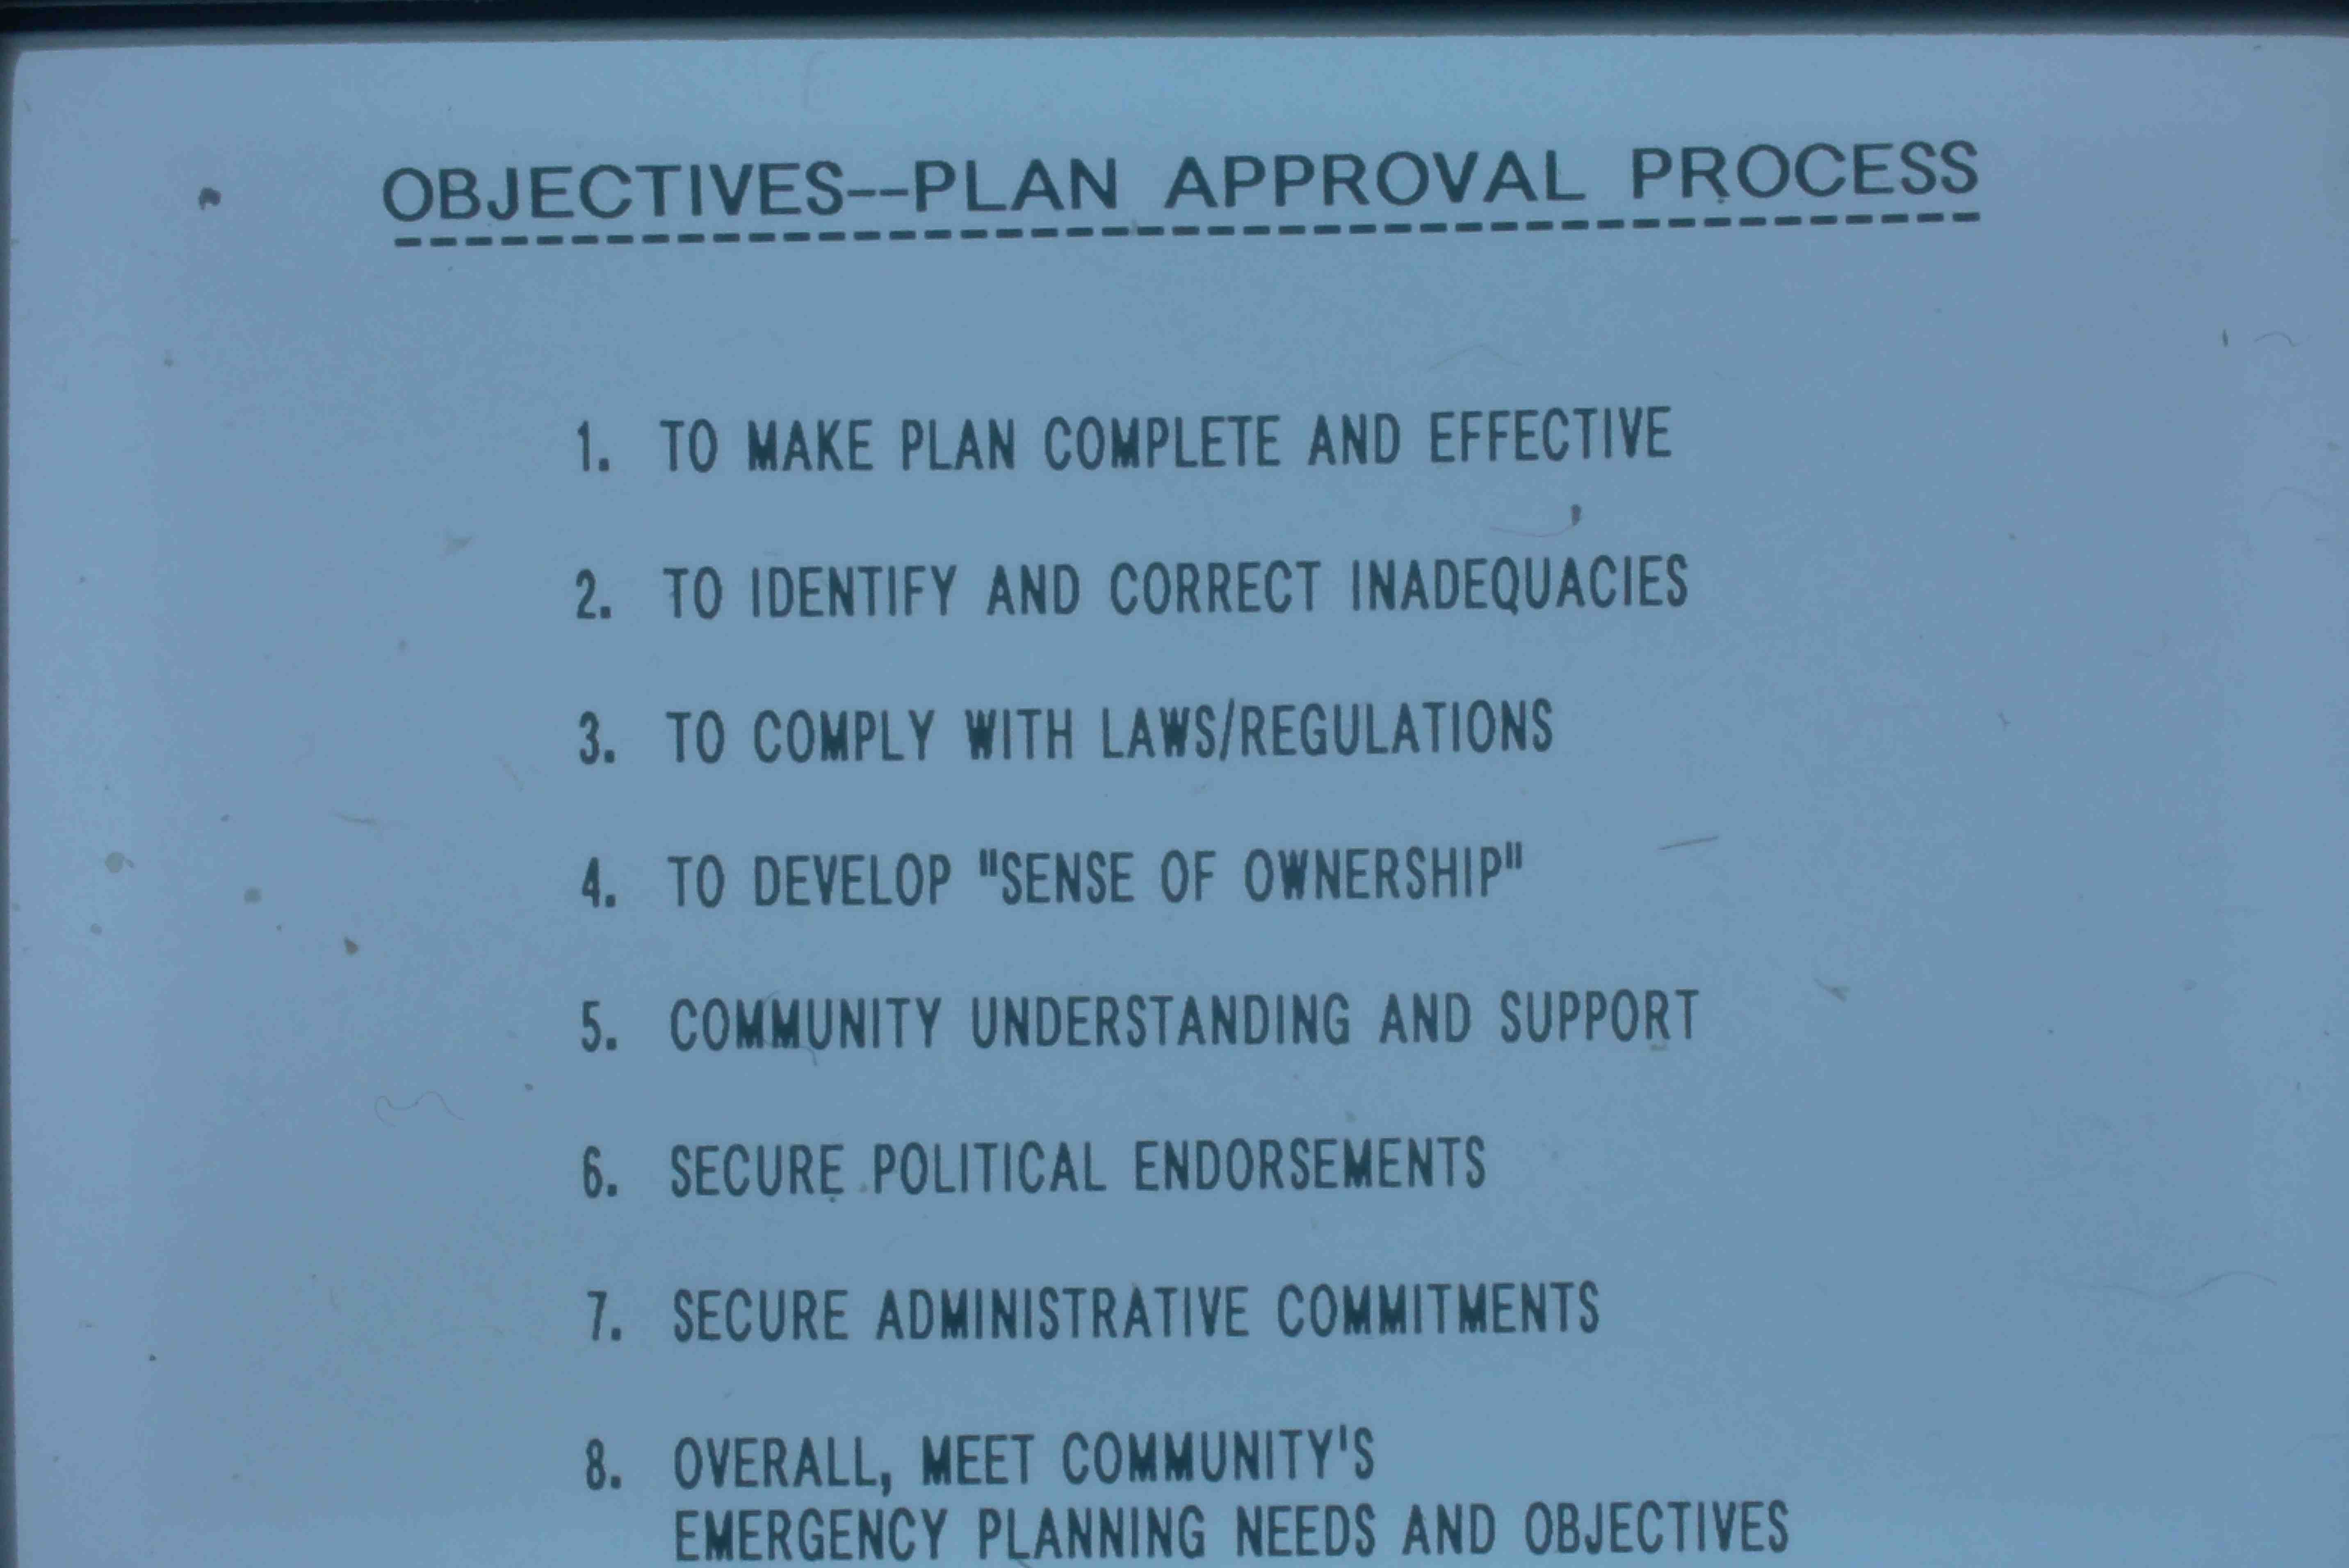 OBJECTIVES--PLAN APPROVAL PROCESS
1. TO MAKE PLAN COMPLETE AND EFFECTIVE
2. TO IDENTIFY AND CORRECT INADEQUACIES
3. TO COMPLY WITH LAWS/REGULATIONS
4. TO DEVELOP "SENSE OF OWNERSHIP"
5. COMMUNITY UNDERSTANDING AND SUPPORT
6. SECURE POLITICAL ENDORSEMENTS
7. SECURE ADMINISTRATIVE COMMITMENTS
8. OVERALL, MEET COMMUNITY'S
EMERGENCY PLANNING NEEDS AND OBJECTIVES